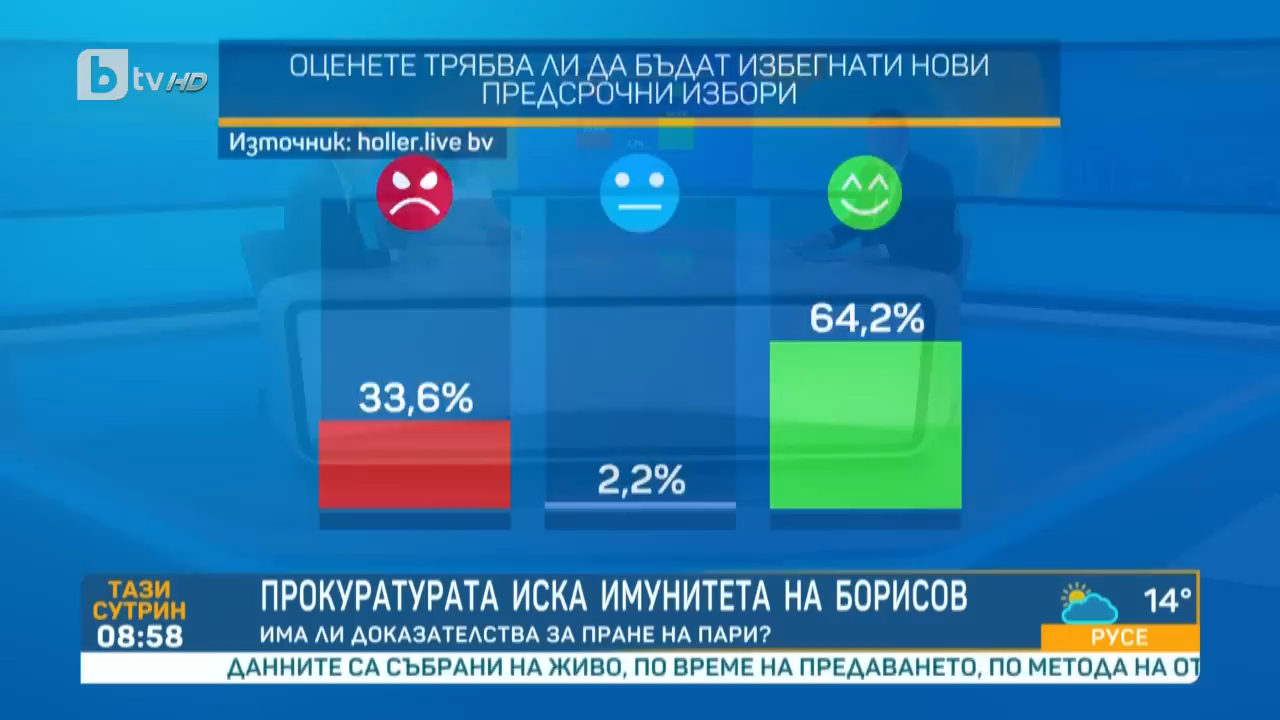 btv HD
ОЦЕНЕТЕ ТРЯБВА ЛИ ДА БЪДАТ ИЗБЕГНАТИ НОВИ
ПРЕДСРОЧНИ ИЗБОРИ
Източник: holler.live bv
64,2%
33,6%
2,2%
ТАЗИ
СУТРИН
08:58
ПРОКУРАТУРАТА ИСКА ИМУНИТЕТА НА БОРИСОВ
ИМА ЛИ ДОКАЗАТЕЛСТВА ЗА ПРАНЕ НА ПАРИ?
14°
РУСЕ
ДАННИТЕ СА СЪБРАНИ НА ЖИВО, ПО ВРЕМЕ НА ПРЕДАВАНЕТО, ПО МЕТОДА НА ОТ